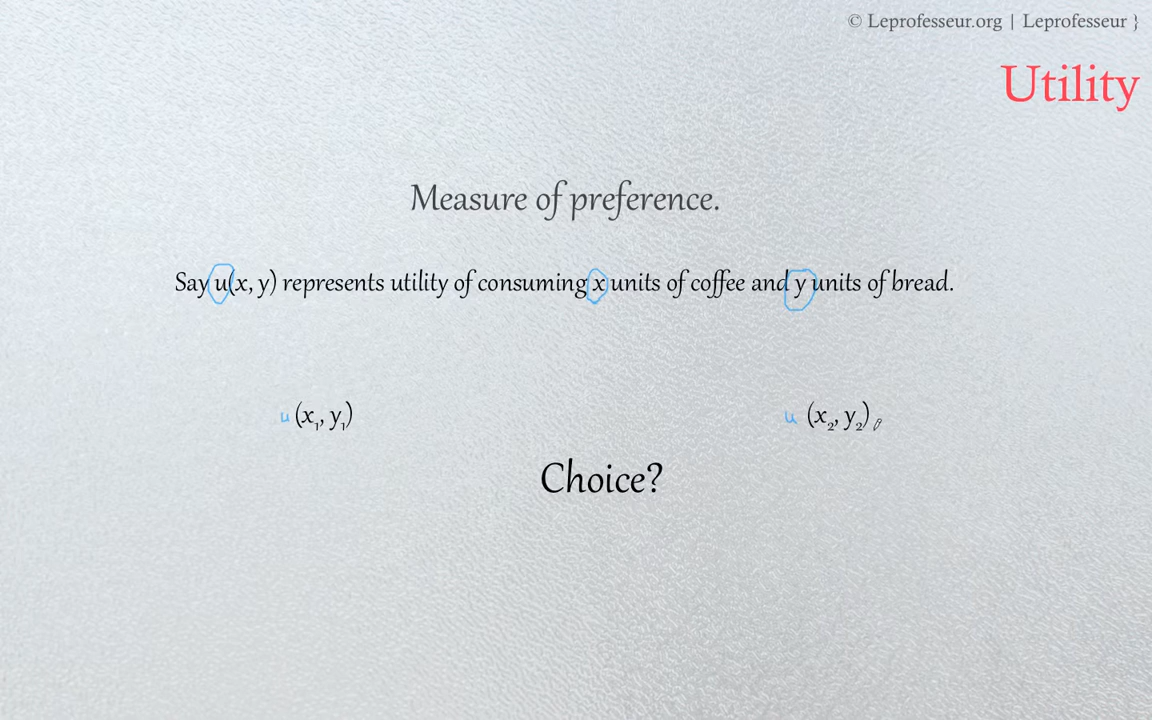 © Leprofesseur.org | Leprofesseur }
Utility
Measure of preference.
Say u(x, y) represents utility of consuming x units of coffee and y units of bread.
u (x₁, y₁) u (x₂, y₂)
Choice?